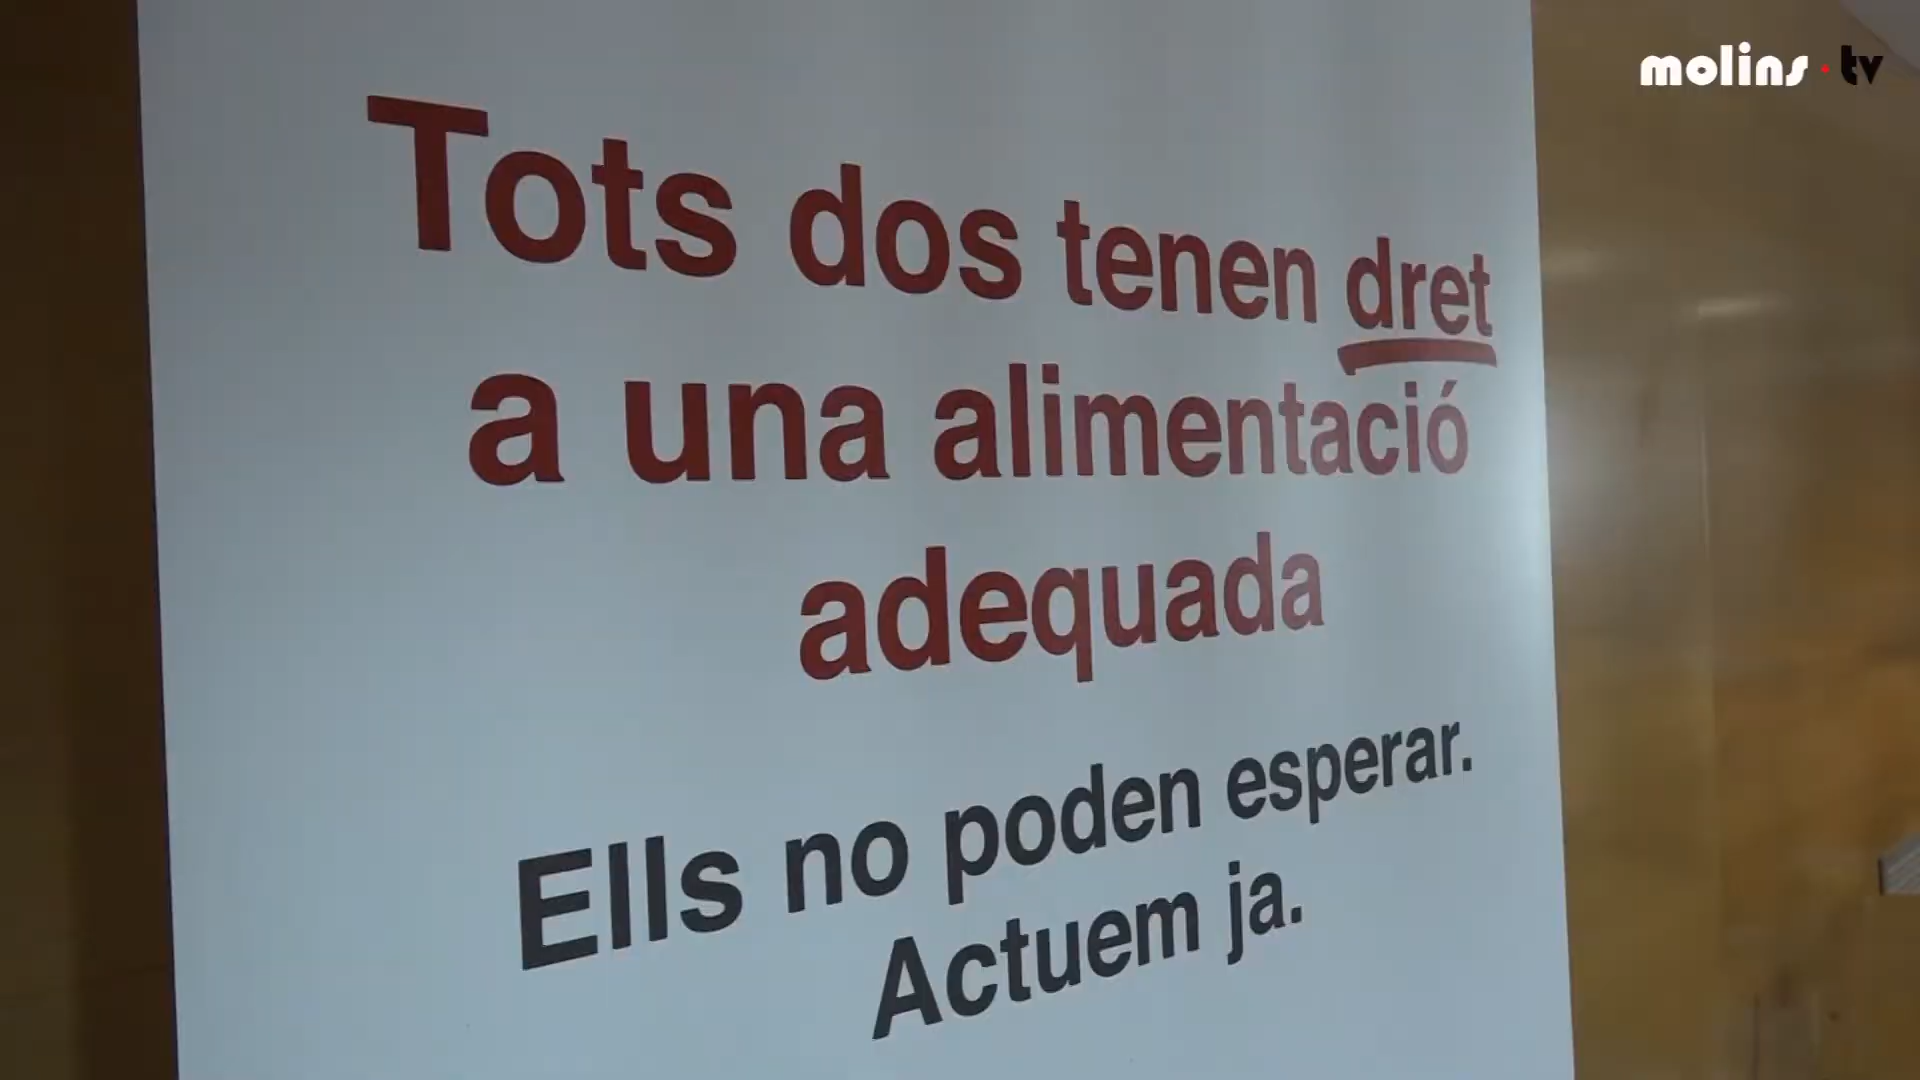 molins·tv
Tots dos tenen dret
a una alimentació
adequada
Ells no poden esperar.
Actuem ja.